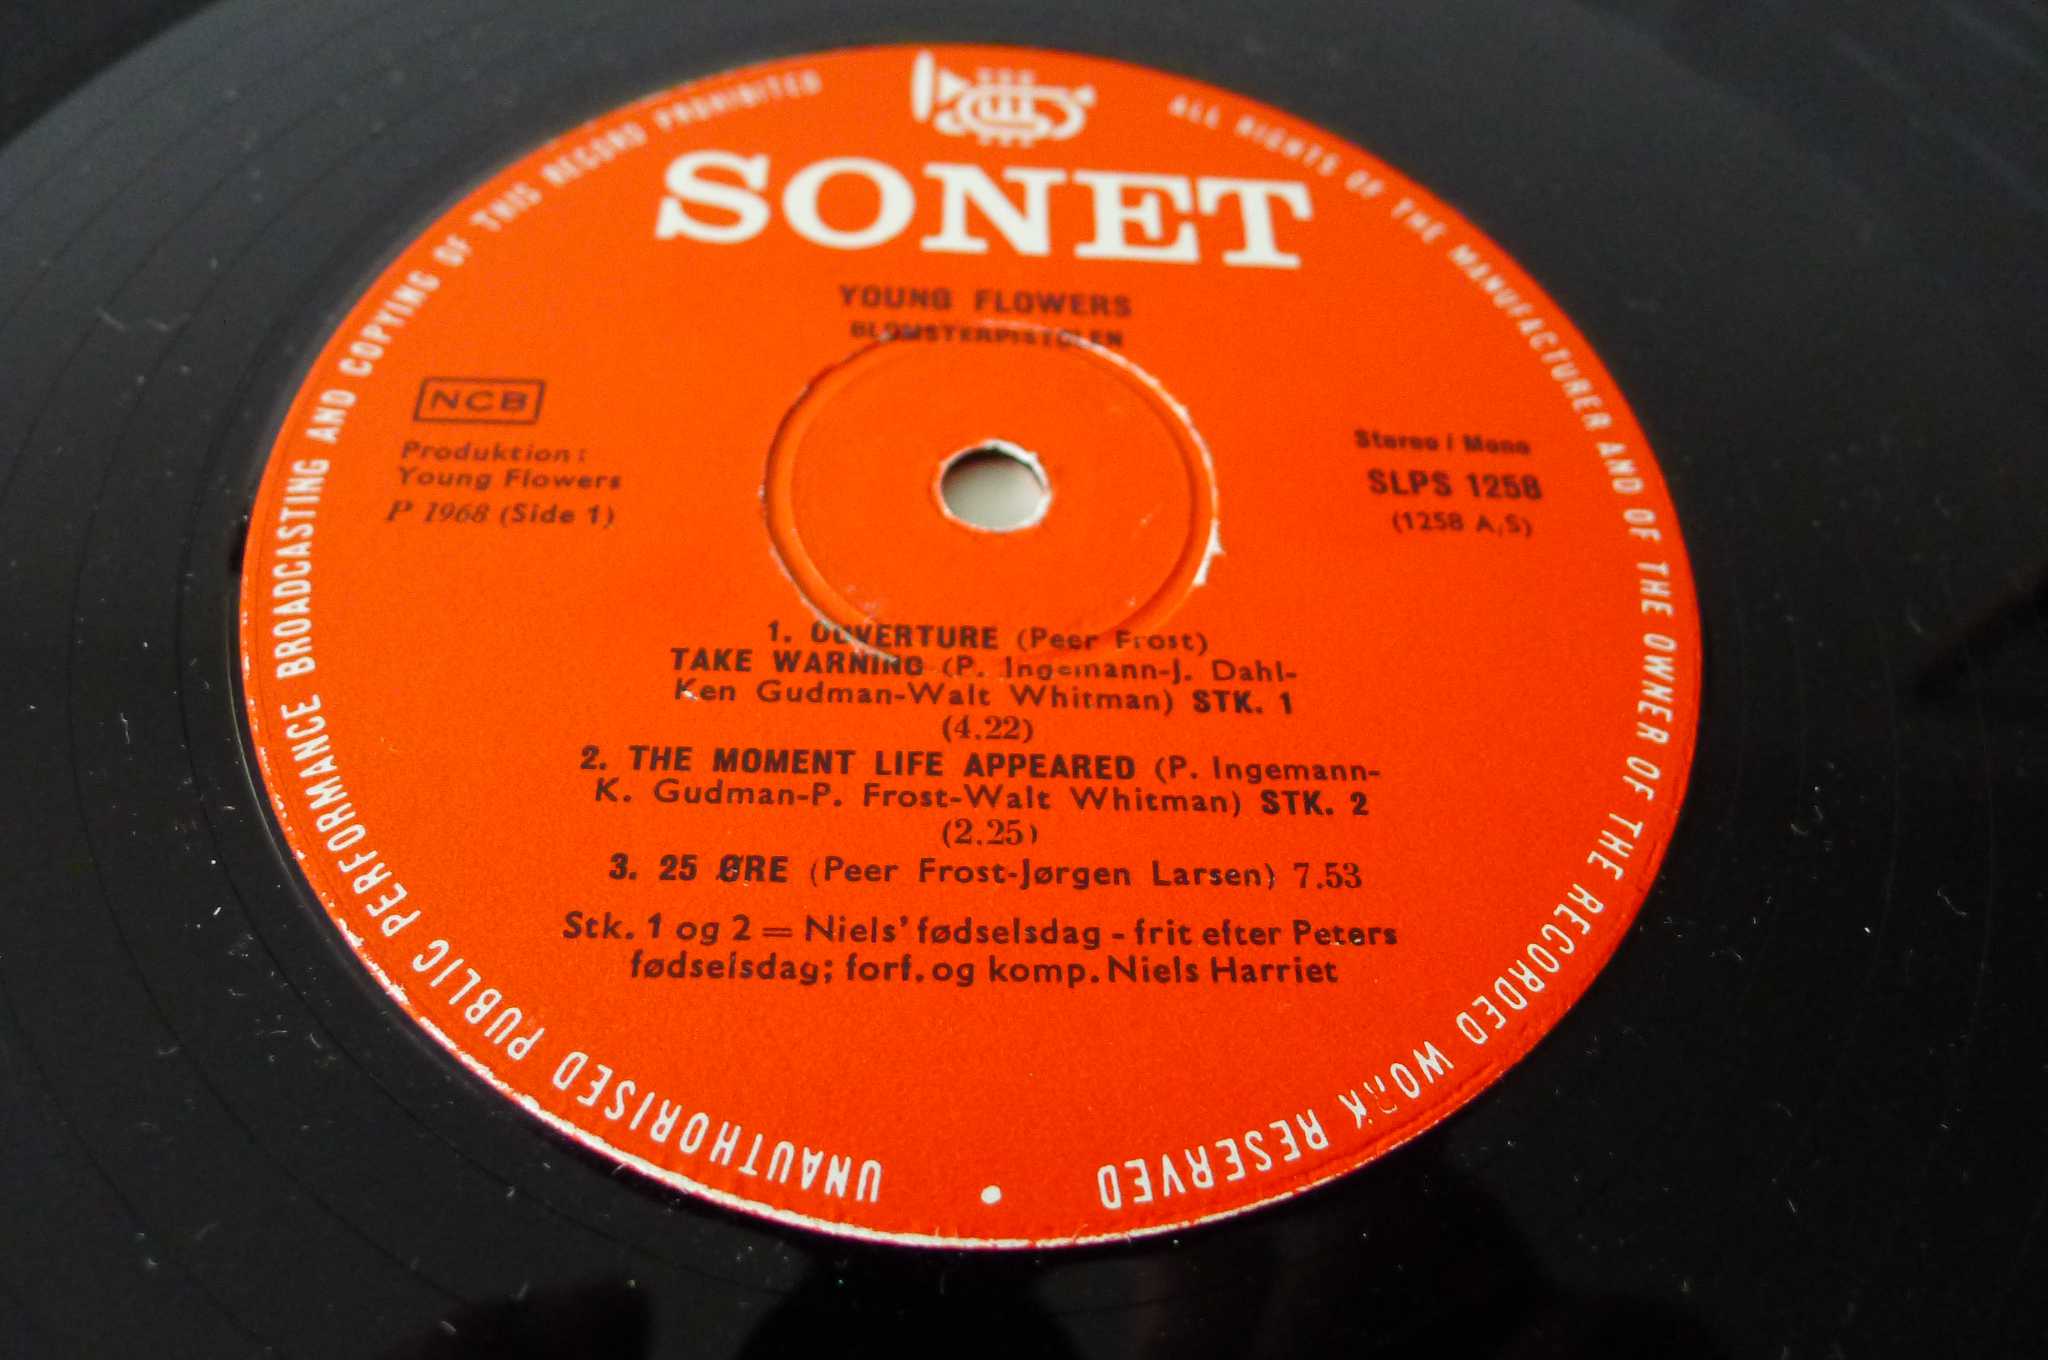 SONET
YOUNG FLOWERS
BLOMSTERPISTOLEN
NCB
Produktion:
Young Flowers
P 1968 (Side 1)
Stereo / Mono
SLPS 1258
(1258 A,S)
1. OUVERTURE (Peer Frost)
TAKE WARNING (P. Ingemann-J. Dahl-
Ken Gudman-Walt Whitman) STK. 1
(4.22)
2. THE MOMENT LIFE APPEARED (P. Ingemann-
K. Gudman-P. Frost-Walt Whitman) STK. 2
(2.25)
3. 25 ØRE (Peer Frost-Jørgen Larsen) 7.53
Stk. 1 og 2 = Niels' fødselsdag - frit efter Peters
fødselsdag; forf. og komp. Niels Harriet
ALL RIGHTS OF THE MANUFACTURER AND OF THE OWNER OF THE RECORDED WORK RESERVED • UNAUTHORISED PUBLIC PERFORMANCE BROADCASTING AND COPYING OF THIS RECORD PROHIBITED